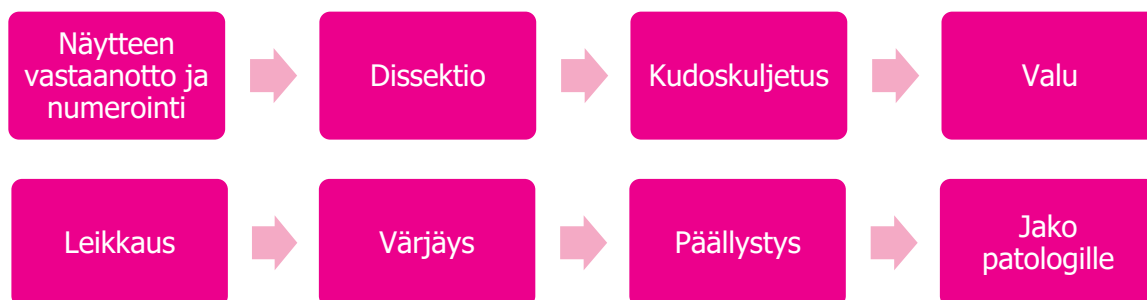 Näytteen
vastaanotto ja
numerointi
Dissektio
Kudoskuljetus
Valu
Leikkaus
Värjäys
Päällystys
Jako
patologille